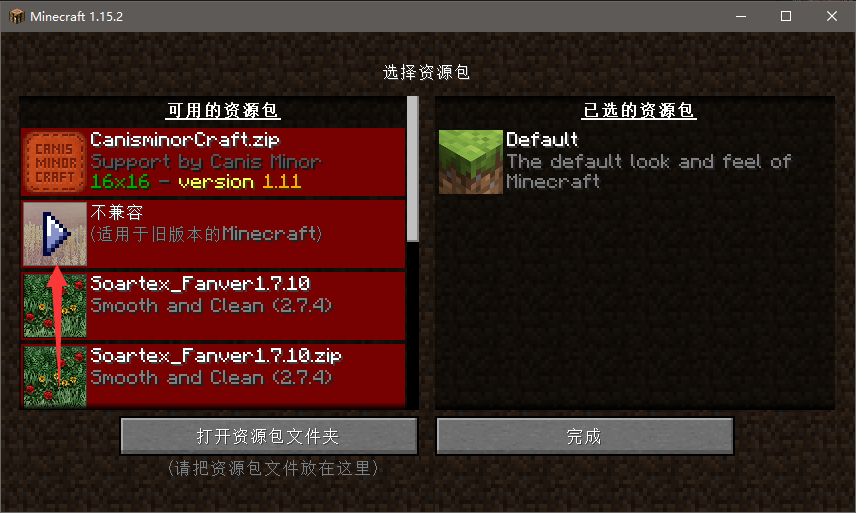 Minecraft 1.15.2
选择资源包
可用的资源包
CANIS
MINOR
CRAFT
CanisminorCraft.zip
Support by Canis Minor
16x16 - version 1.11
不兼容
(适用于旧版本的Minecraft)
Soartex_Fanver1.7.10
Smooth and Clean (2.7.4)
Soartex_Fanver1.7.10.zip
Smooth and Clean (2.7.4)
已选的资源包
Default
The default look and feel of
Minecraft
打开资源包文件夹
完成
(请把资源包文件放在这里)